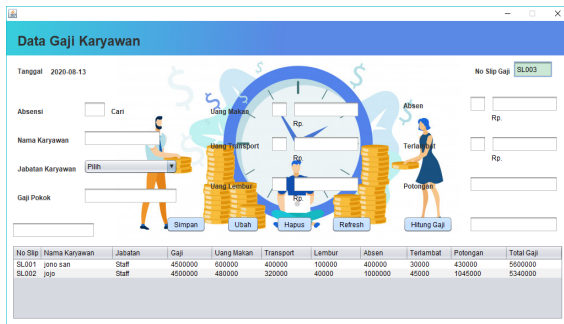 Data Gaji Karyawan
Tanggal 2020-08-13 No Slip Gaji SL003
Absensi Cari Uang Makan Absen
Rp. Rp.
Nama Karyawan Uang Transport Terlambat
Rp. Rp.
Jabatan Karyawan Pilih
Uang Lembur Potongan
Gaji Pokok Rp.
Simpan Ubah Hapus Refresh Hitung Gaji
No Slip Nama Karyawan Jabatan Gaji Uang Makan Transport Lembur Absen Terlambat Potongan Total Gaji
SL001 jono san Staff 4500000 600000 400000 100000 400000 30000 430000 5600000
SL002 jojo Staff 4500000 480000 320000 40000 1000000 45000 1045000 5340000